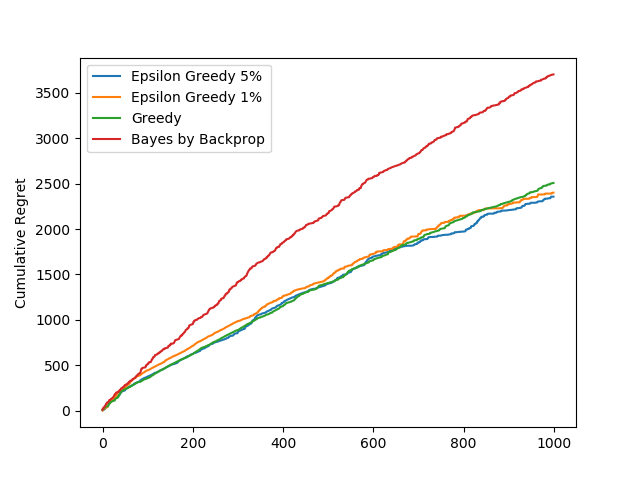 Epsilon Greedy 5%
Epsilon Greedy 1%
Greedy
Bayes by Backprop
Cumulative Regret
3500
3000
2500
2000
1500
1000
500
0
0 200 400 600 800 1000